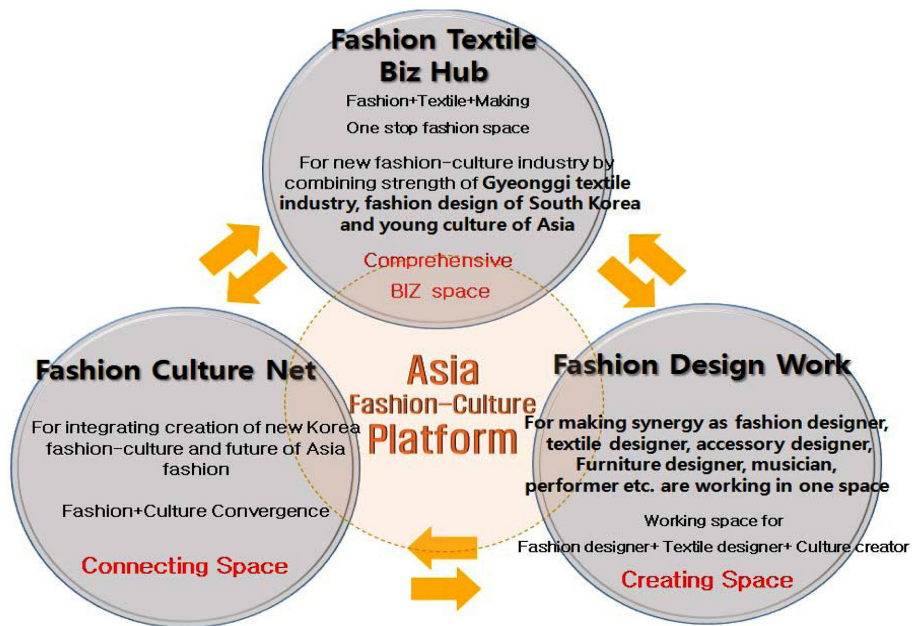 Fashion Textile
Biz Hub
Fashion+Textile+Making
One stop fashion space
For new fashion-culture industry by
combining strength of Gyeonggi textile
industry, fashion design of South Korea
and young culture of Asia
Comprehensive
BIZ space
Asia
Fashion-Culture
Platform
Fashion Culture Net
For integrating creation of new Korea
fashion-culture and future of Asia
fashion
Fashion+Culture Convergence
Connecting Space
Fashion Design Work
For making synergy as fashion designer,
textile designer, accessory designer,
Furniture designer, musician,
performer etc. are working in one space
Working space for
Fashion designer+ Textile designer+ Culture creator
Creating Space